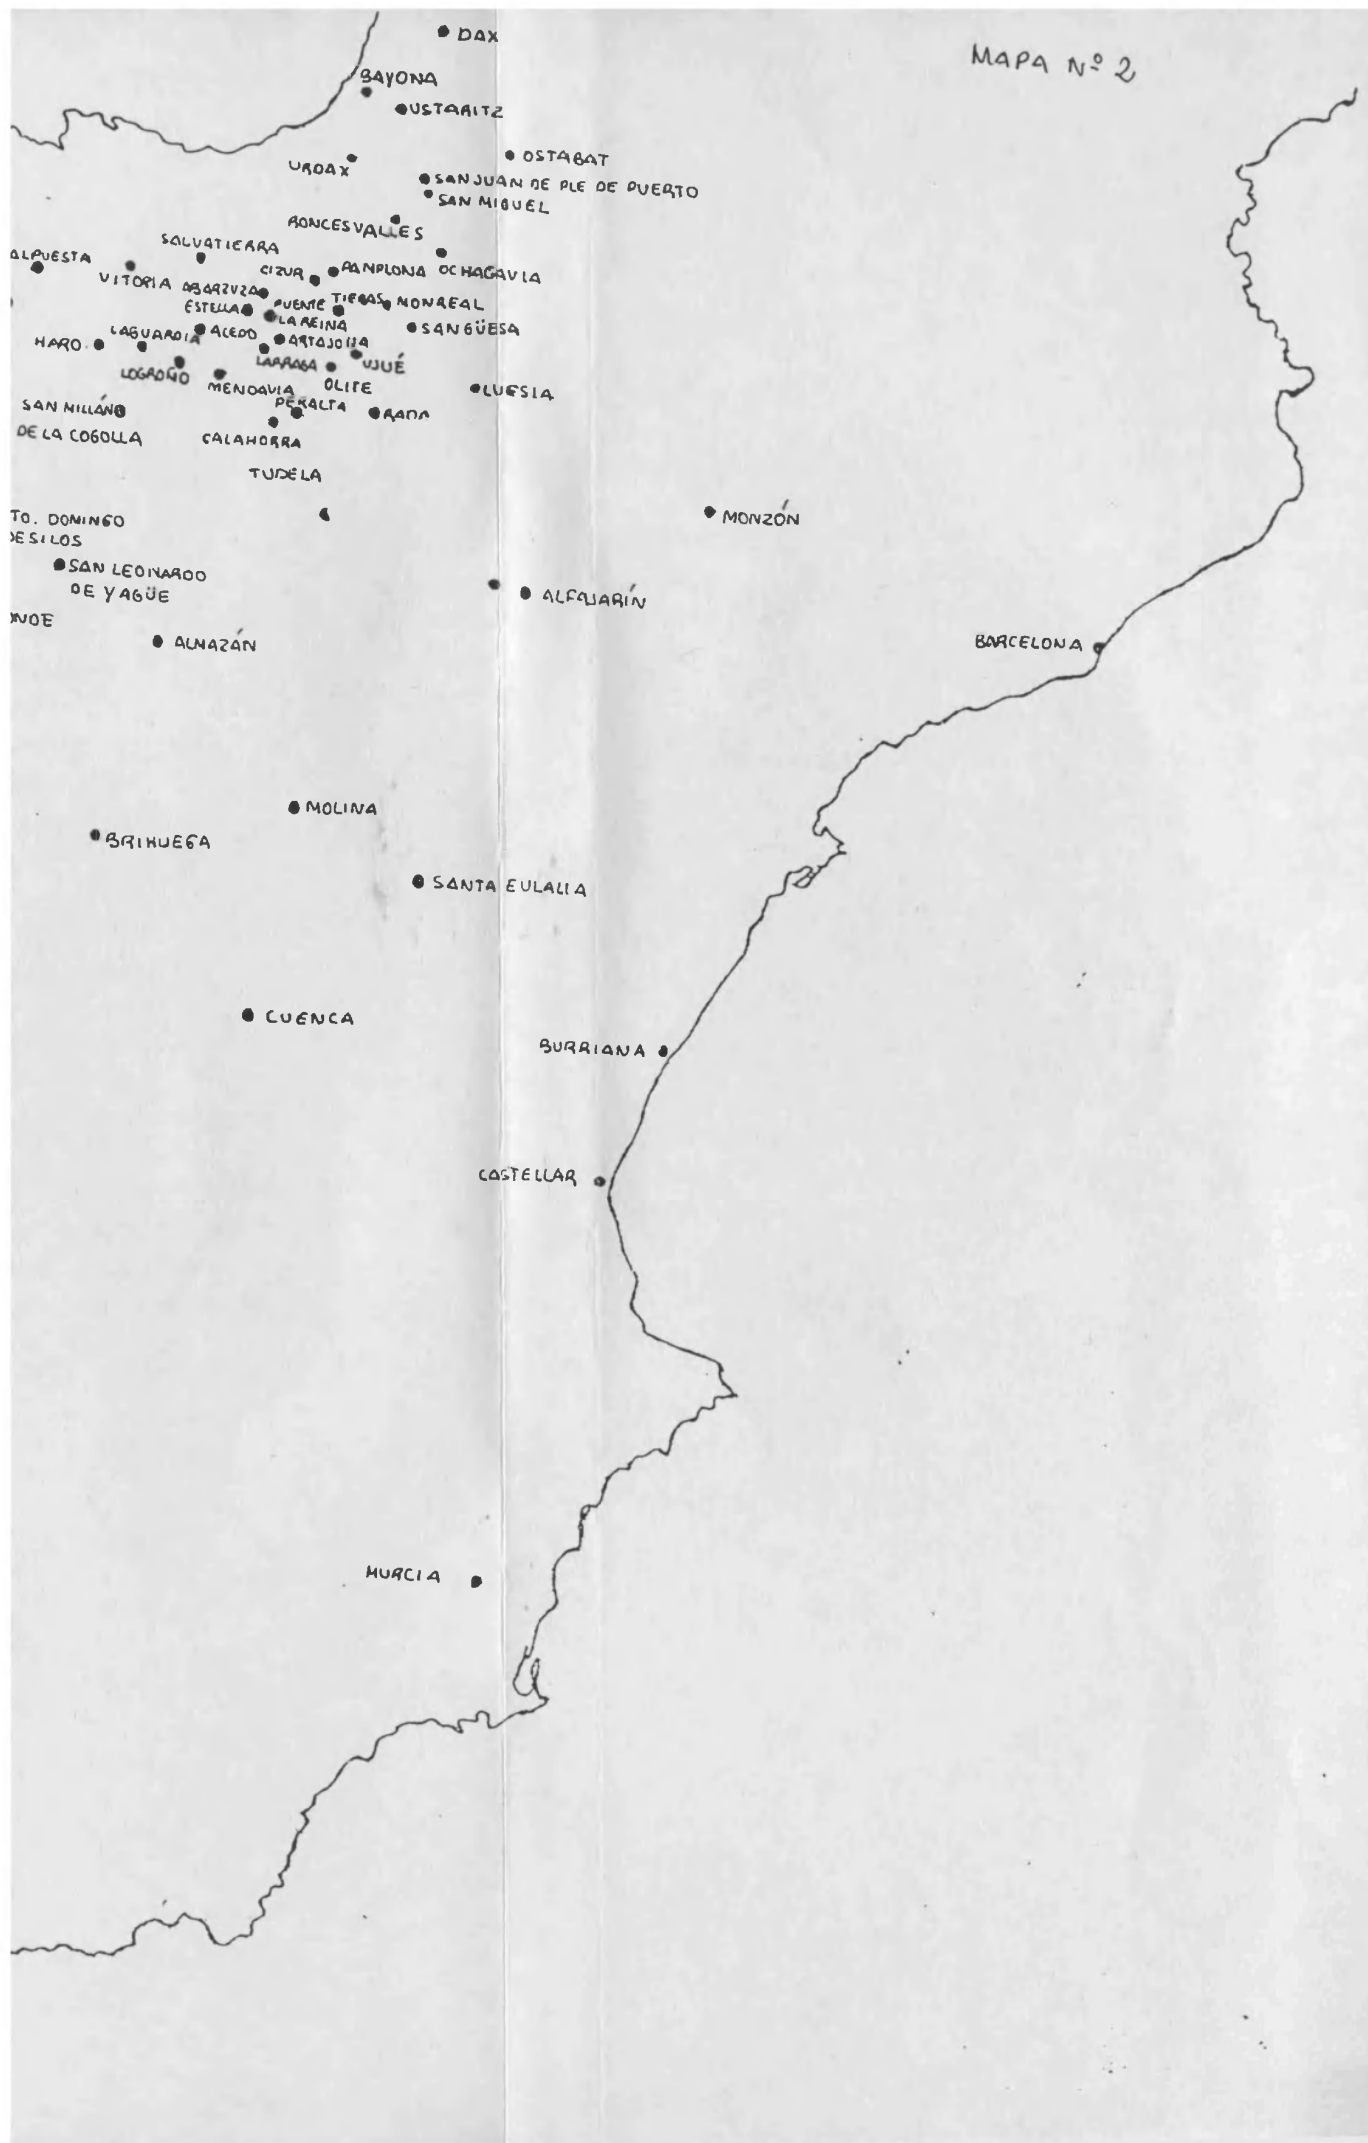 DAX
MAPA Nº 2
BAYONA
USTARITZ
OSTABAT
URDAX
SAN JUAN DE PIE DE PUERTO
SAN MIGUEL
RONCESVALLES
SALVATIERRA
ALPUESTA
VITORIA
CIZUR
PAMPLONA
OCHAGAVIA
ABARZUZA
ESTELLA
PUENTE
LA REINA
TIEBAS
MONREAL
SANGÜESA
HARO
LAGUARDIA
ACEDO
ARTAJONA
LOGROÑO
MENDAVIA
LARRAGA
OLITE
UJUÉ
LUESIA
PERALTA
RADA
SAN MILLÁN
DE LA COGOLLA
CALAHORRA
TUDELA
MONZÓN
TO. DOMINGO
DE SILOS
SAN LEONARDO
DE YAGÜE
ALFAJARÍN
ONDE
ALMAZÁN
BARCELONA
MOLINA
BRIHUEGA
SANTA EULALIA
CUENCA
BURRIANA
CASTELLAR
MURCIA